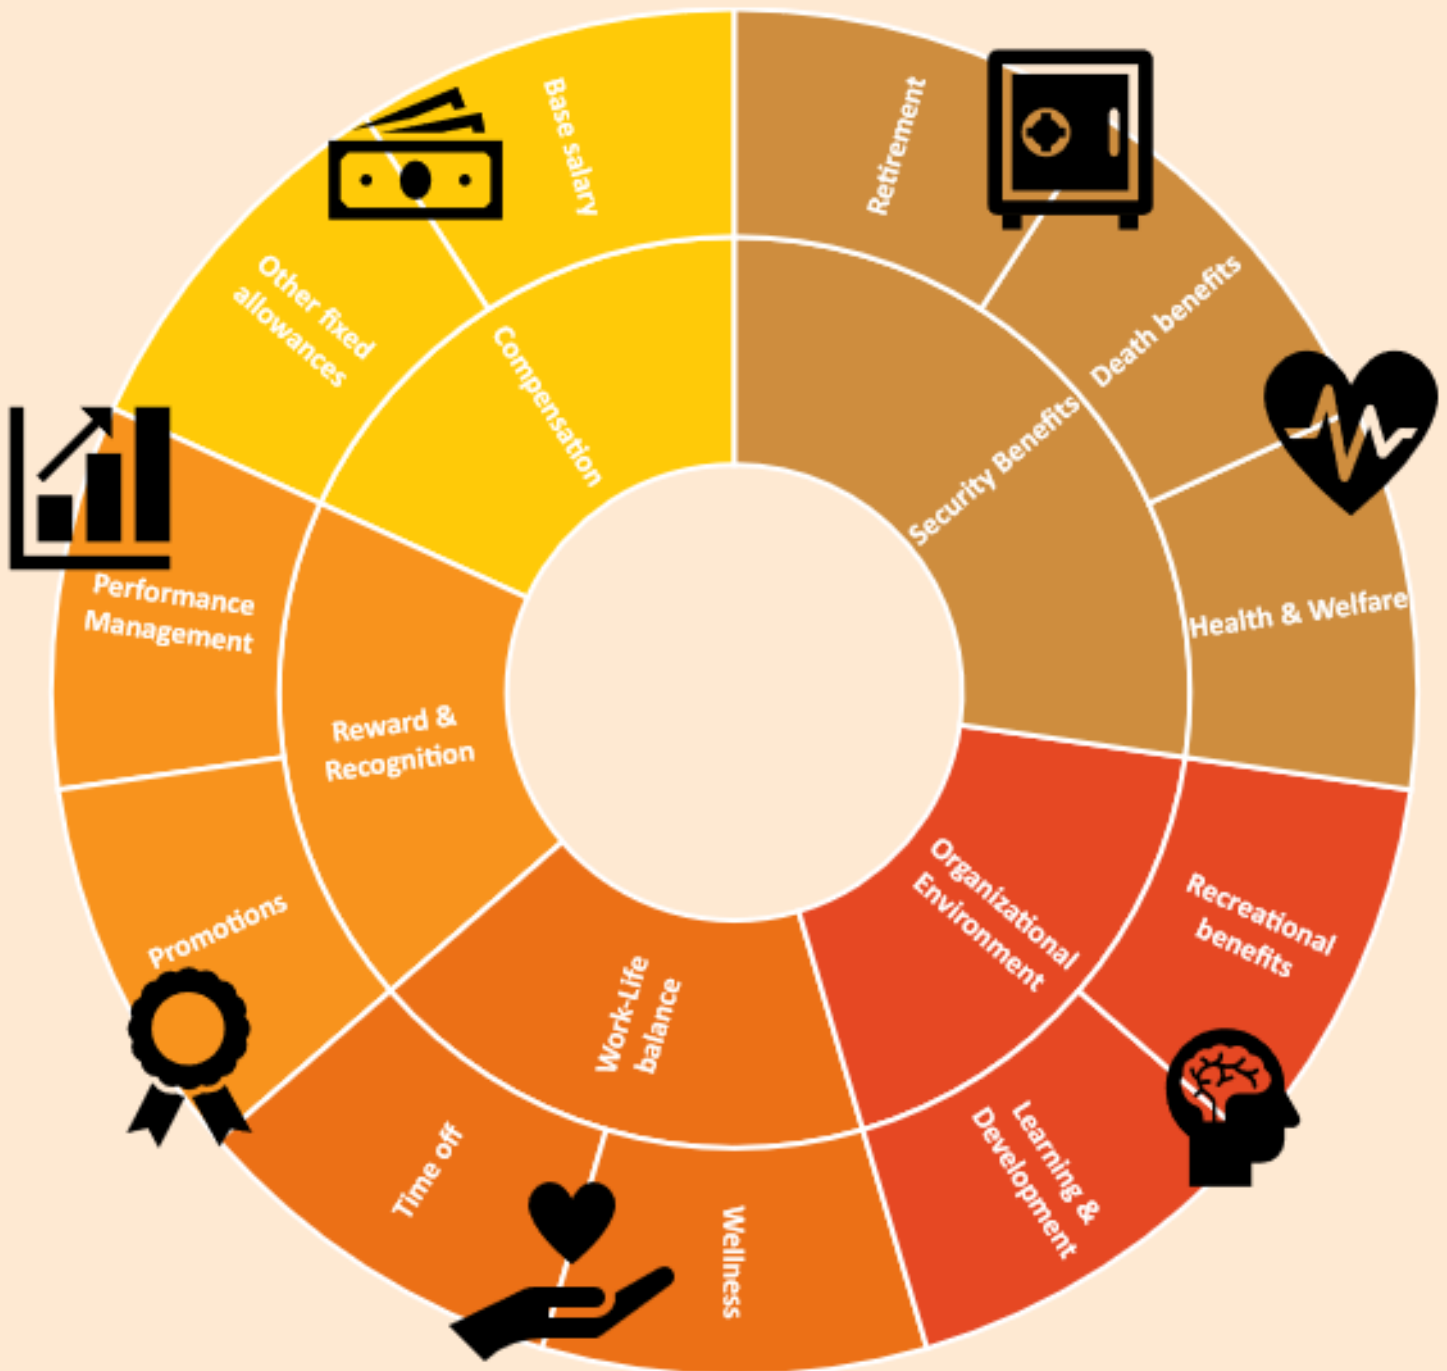 Base salary
Other fixed
allowances
Compensation
Retirement
Death benefits
Health & Welfare
Security Benefits
Recreational
benefits
Learning &
Development
Organizational
Environment
Wellness
Time off
Work-Life
balance
Promotions
Performance
Management
Reward &
Recognition